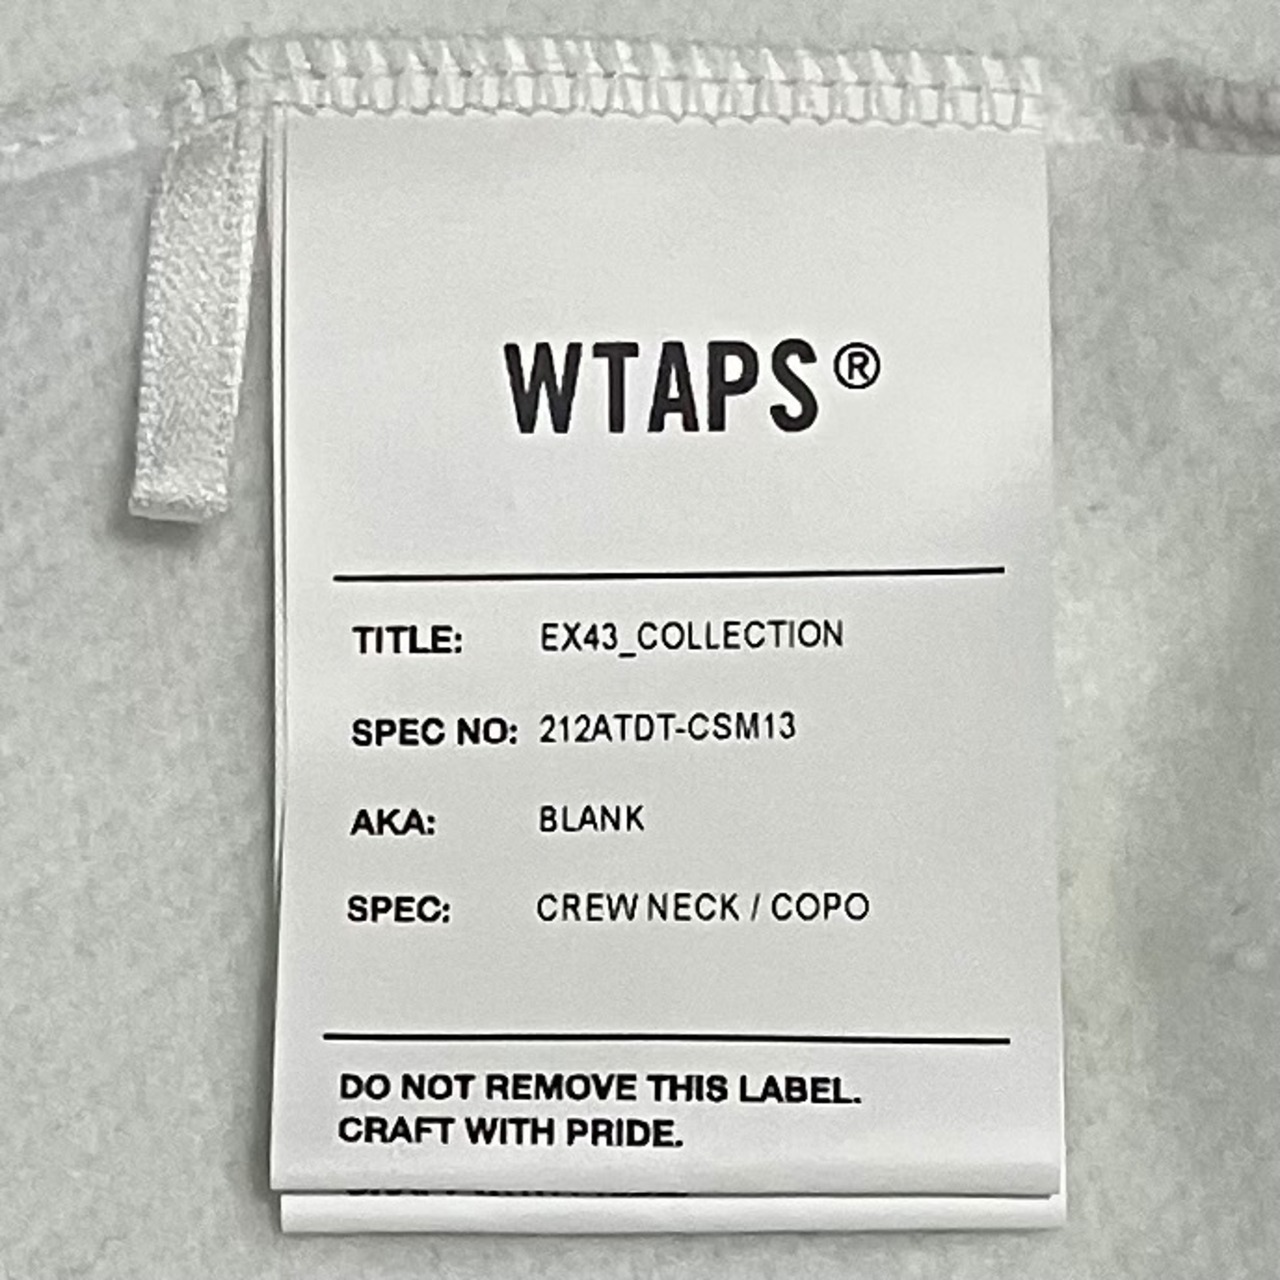 WTAPS®
TITLE: EX43_COLLECTION
SPEC NO: 212ATDT-CSM13
AKA: BLANK
SPEC: CREW NECK / COPO
DO NOT REMOVE THIS LABEL.
CRAFT WITH PRIDE.